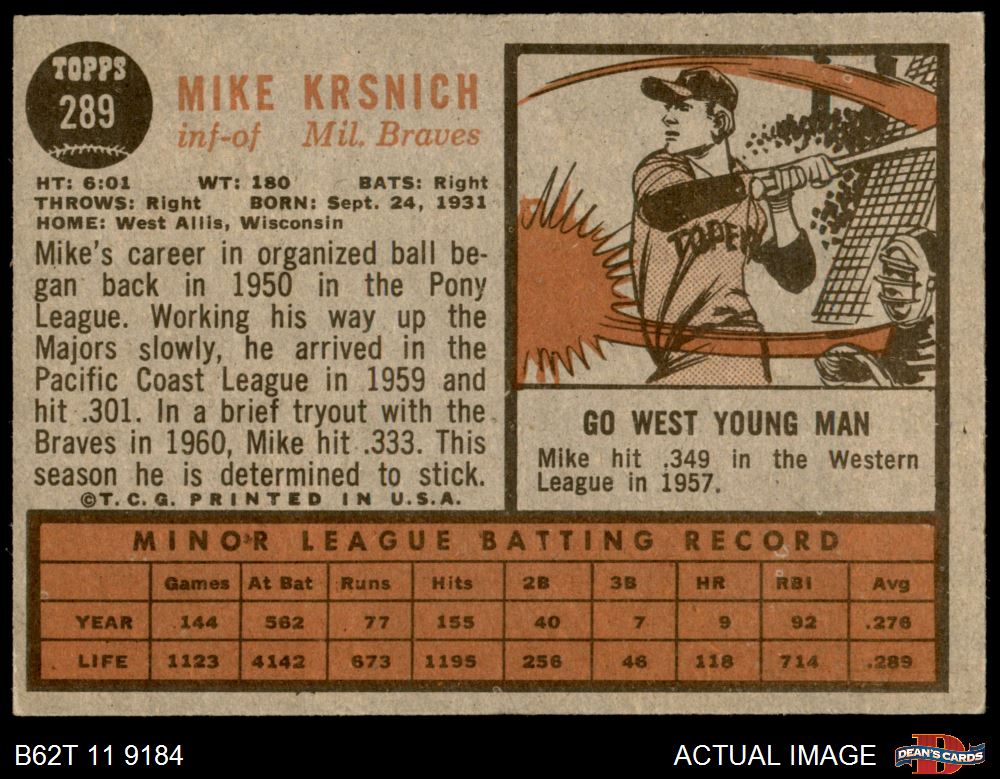 TOPPS
289
MIKE KRSNICH
inf-of Mil. Braves
HT: 6:01 WT: 180 BATS: Right
THROWS: Right BORN: Sept. 24, 1931
HOME: West Allis, Wisconsin
Mike's career in organized ball be-
gan back in 1950 in the Pony
League. Working his way up the
Majors slowly, he arrived in the
Pacific Coast League in 1959 and
hit .301. In a brief tryout with the
Braves in 1960, Mike hit .333. This
season he is determined to stick.
©T.C.G. PRINTED IN U.S.A.
GO WEST YOUNG MAN
Mike hit .349 in the Western
League in 1957.
MINOR LEAGUE BATTING RECORD
Games At Bat Runs Hits 2B 3B HR RBI Avg
YEAR 144 562 77 155 40 7 9 92 .276
LIFE 1123 4142 673 1195 256 46 118 714 .289
B62T 11 9184 ACTUAL IMAGE DEAN'S CARDS